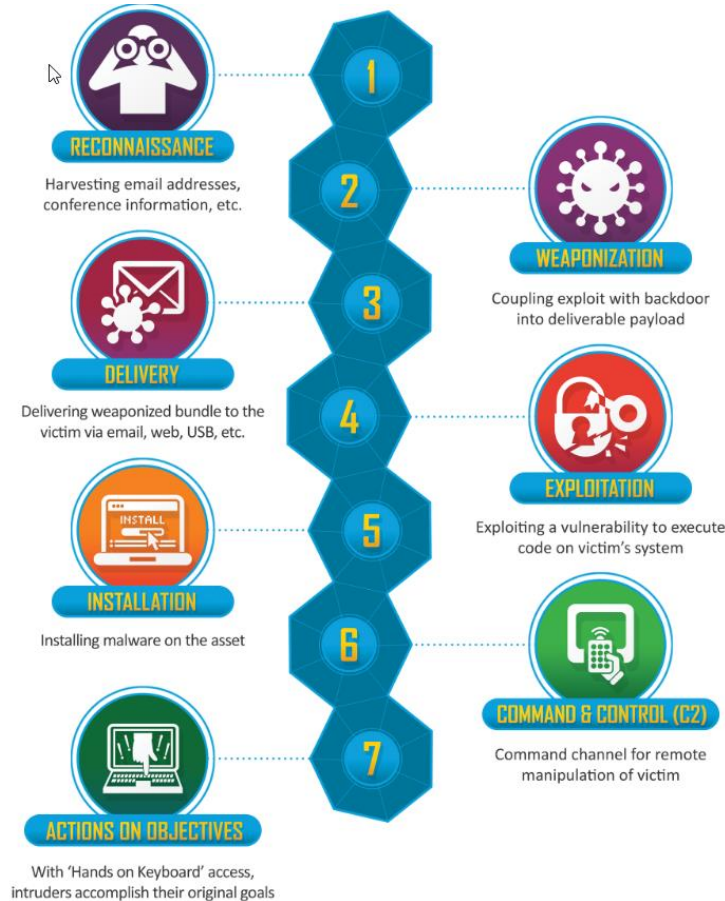 1
RECONNAISSANCE
Harvesting email addresses,
conference information, etc.
2
WEAPONIZATION
Coupling exploit with backdoor
into deliverable payload
3
DELIVERY
Delivering weaponized bundle to the
victim via email, web, USB, etc.
4
EXPLOITATION
Exploiting a vulnerability to execute
code on victim's system
5
INSTALL
INSTALLATION
Installing malware on the asset
6
COMMAND & CONTROL (C2)
Command channel for remote
manipulation of victim
7
ACTIONS ON OBJECTIVES
With 'Hands on Keyboard' access,
intruders accomplish their original goals